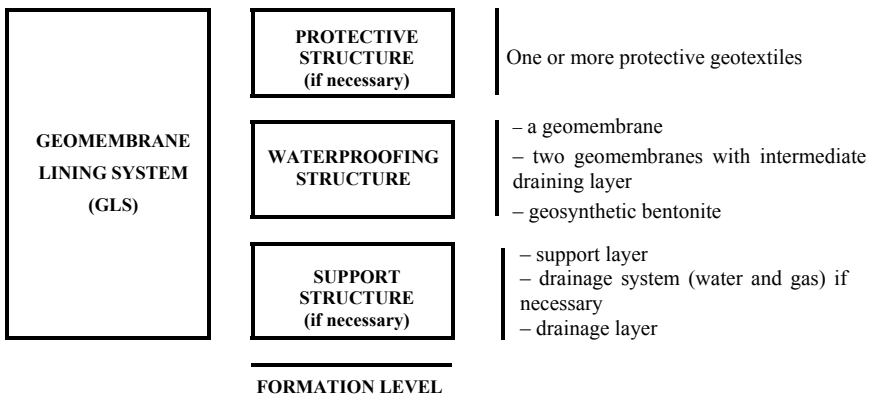 GEOMEMBRANE
LINING SYSTEM
(GLS)
PROTECTIVE
STRUCTURE
(if necessary)
One or more protective geotextiles
WATERPROOFING
STRUCTURE
– a geomembrane
– two geomembranes with intermediate
draining layer
– geosynthetic bentonite
SUPPORT
STRUCTURE
(if necessary)
– support layer
– drainage system (water and gas) if
necessary
– drainage layer
FORMATION LEVEL